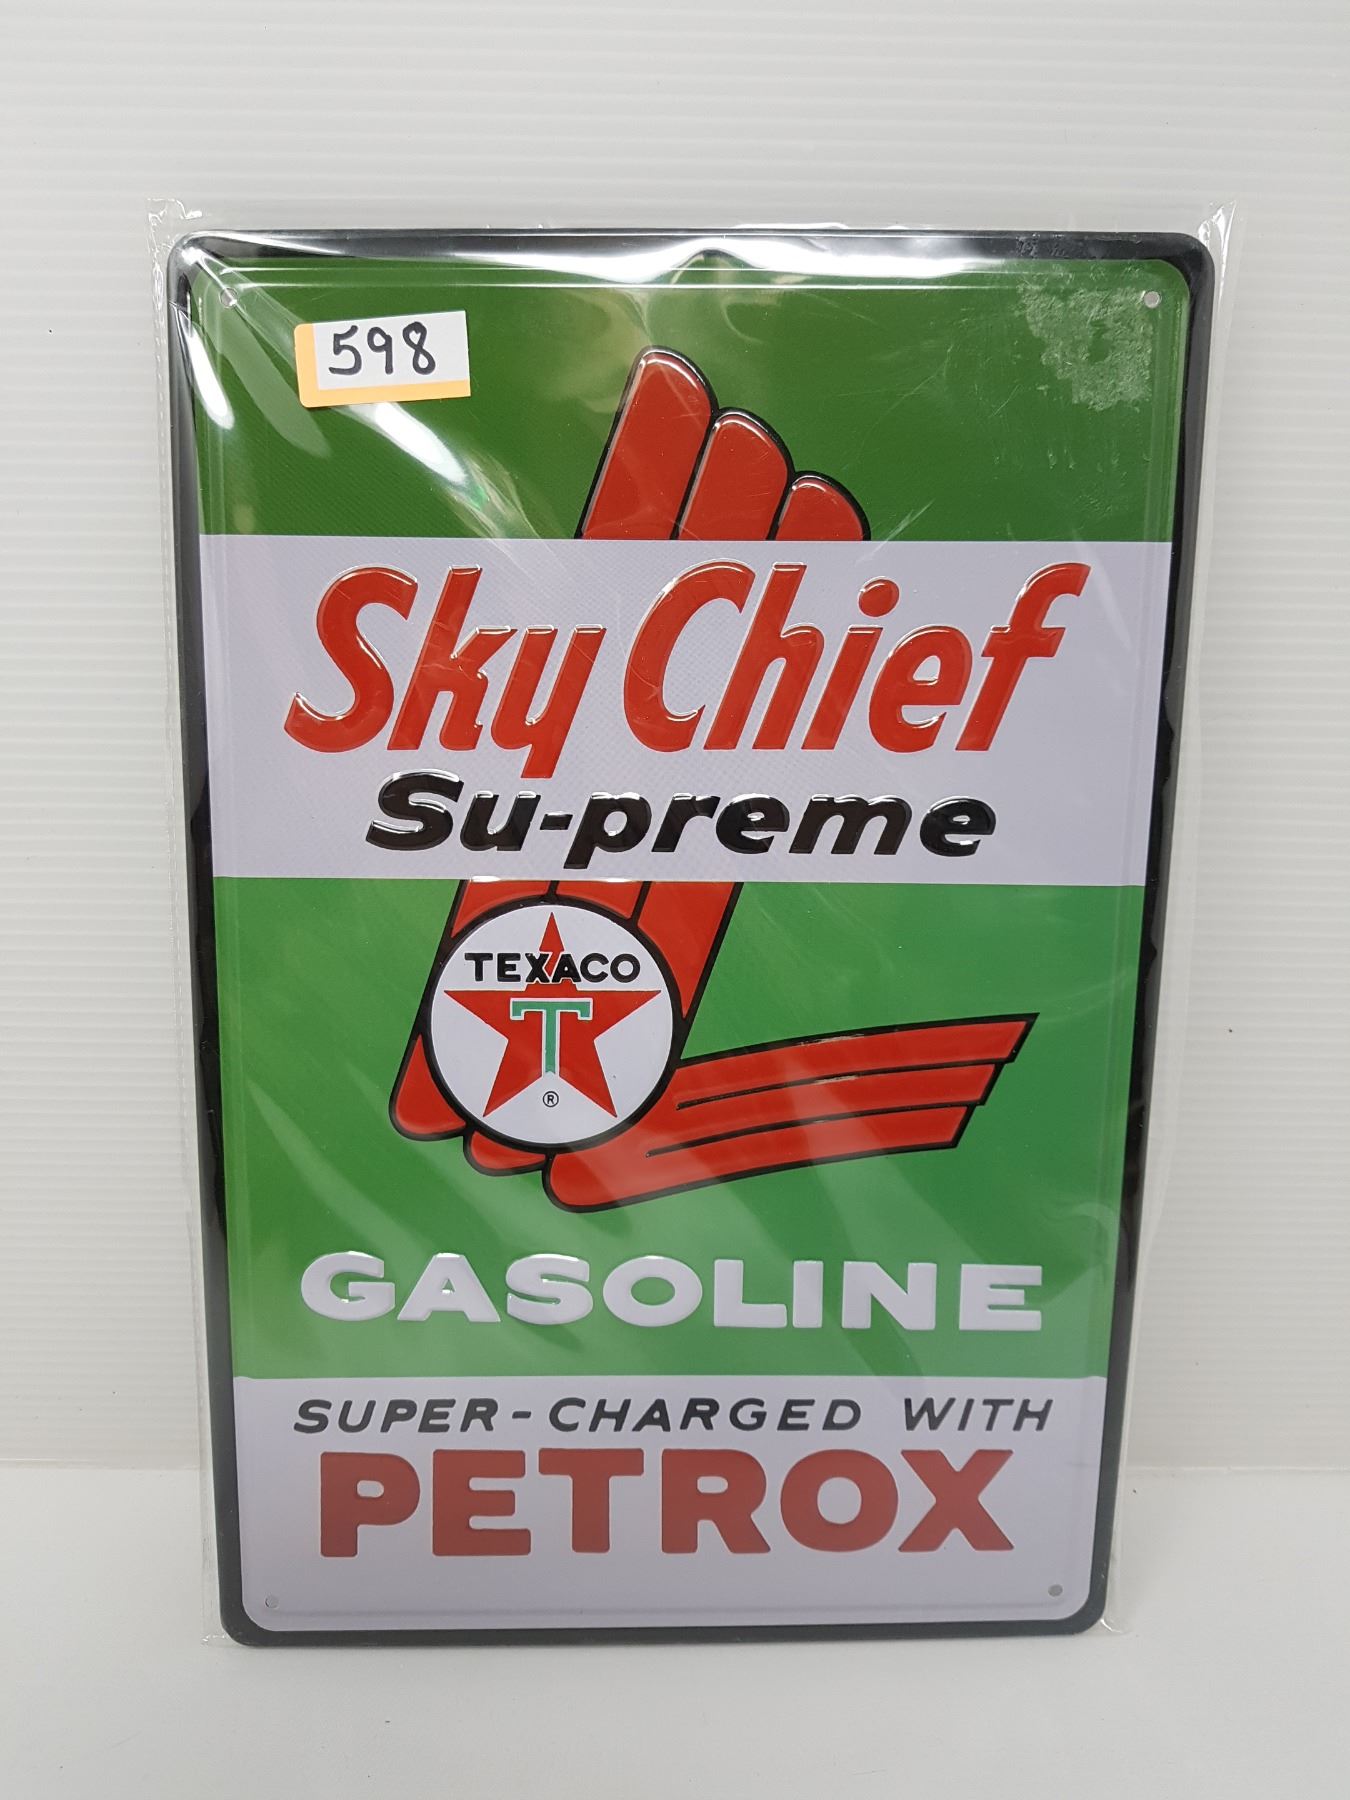 598
Sky Chief
Su-preme
TEXACO
T
®
GASOLINE
SUPER-CHARGED WITH
PETROX